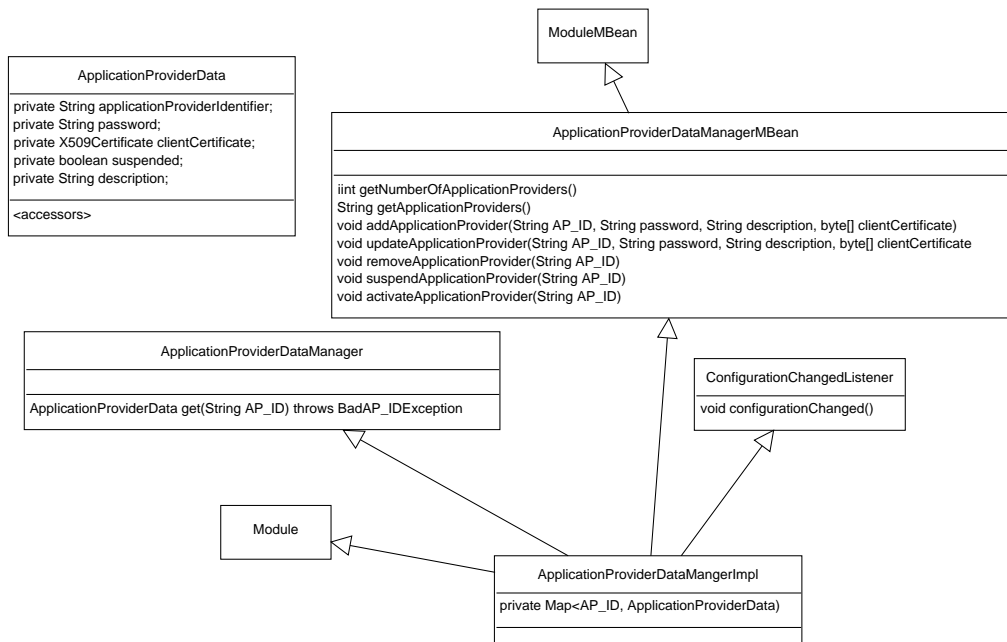 ModuleMBean
ApplicationProviderData
private String applicationProviderIdentifier;
private String password;
private X509Certificate clientCertificate;
private boolean suspended;
private String description;
<accessors>
ApplicationProviderDataManagerMBean
iint getNumberOfApplicationProviders()
String getApplicationProviders()
void addApplicationProvider(String AP_ID, String password, String description, byte[] clientCertificate)
void updateApplicationProvider(String AP_ID, String password, String description, byte[] clientCertificate
void removeApplicationProvider(String AP_ID)
void suspendApplicationProvider(String AP_ID)
void activateApplicationProvider(String AP_ID)
ApplicationProviderDataManager
ApplicationProviderData get(String AP_ID) throws BadAP_IDException
ConfigurationChangedListener
void configurationChanged()
Module
ApplicationProviderDataMangerImpl
private Map<AP_ID, ApplicationProviderData)